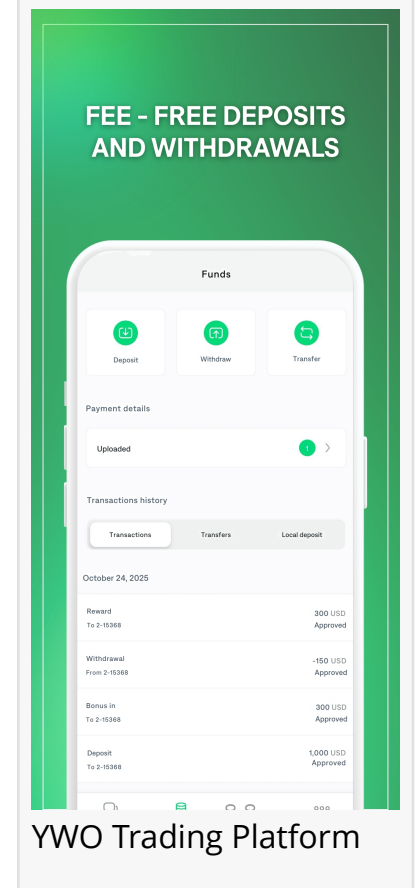 FEE - FREE DEPOSITS
AND WITHDRAWALS
Funds
Deposit
Withdraw
Transfer
Payment details
Uploaded
1
Transactions history
Transactions
Transfers
Local deposit
October 24, 2025
Reward
300 USD
To 2-15368
Approved
Withdrawal
-150 USD
From 2-15368
Approved
Bonus in
300 USD
To 2-15368
Approved
Deposit
1,000 USD
To 2-15368
Approved
YWO Trading Platform